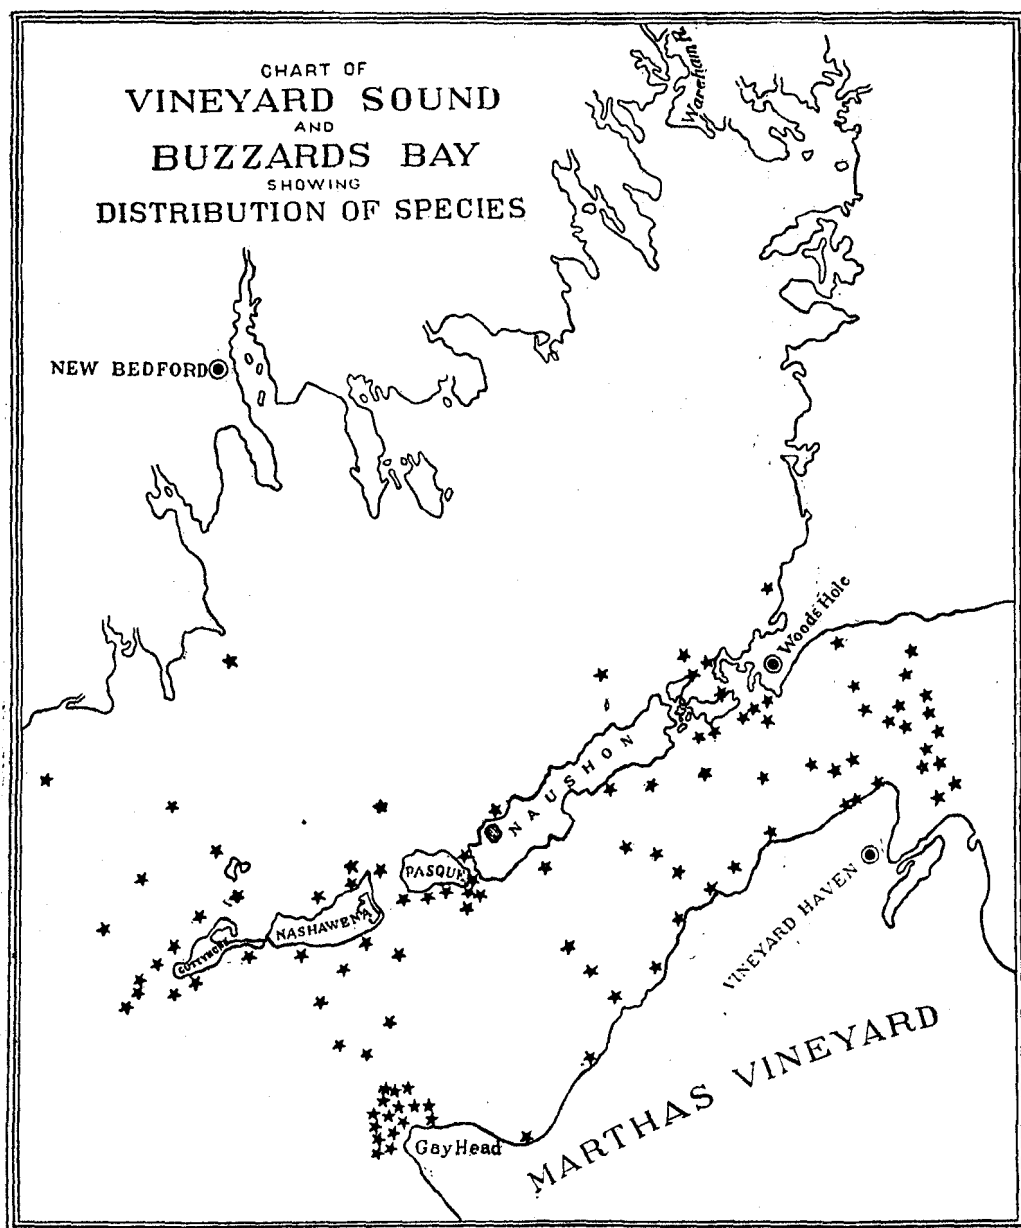 CHART OF
VINEYARD SOUND
AND
BUZZARDS BAY
SHOWING
DISTRIBUTION OF SPECIES
Wareham R.
NEW BEDFORD
Woods Hole
NAUSHON
PASQUE
NASHAWENA
CUTTYHUNK
VINEYARD HAVEN
MARTHAS VINEYARD
Gay Head